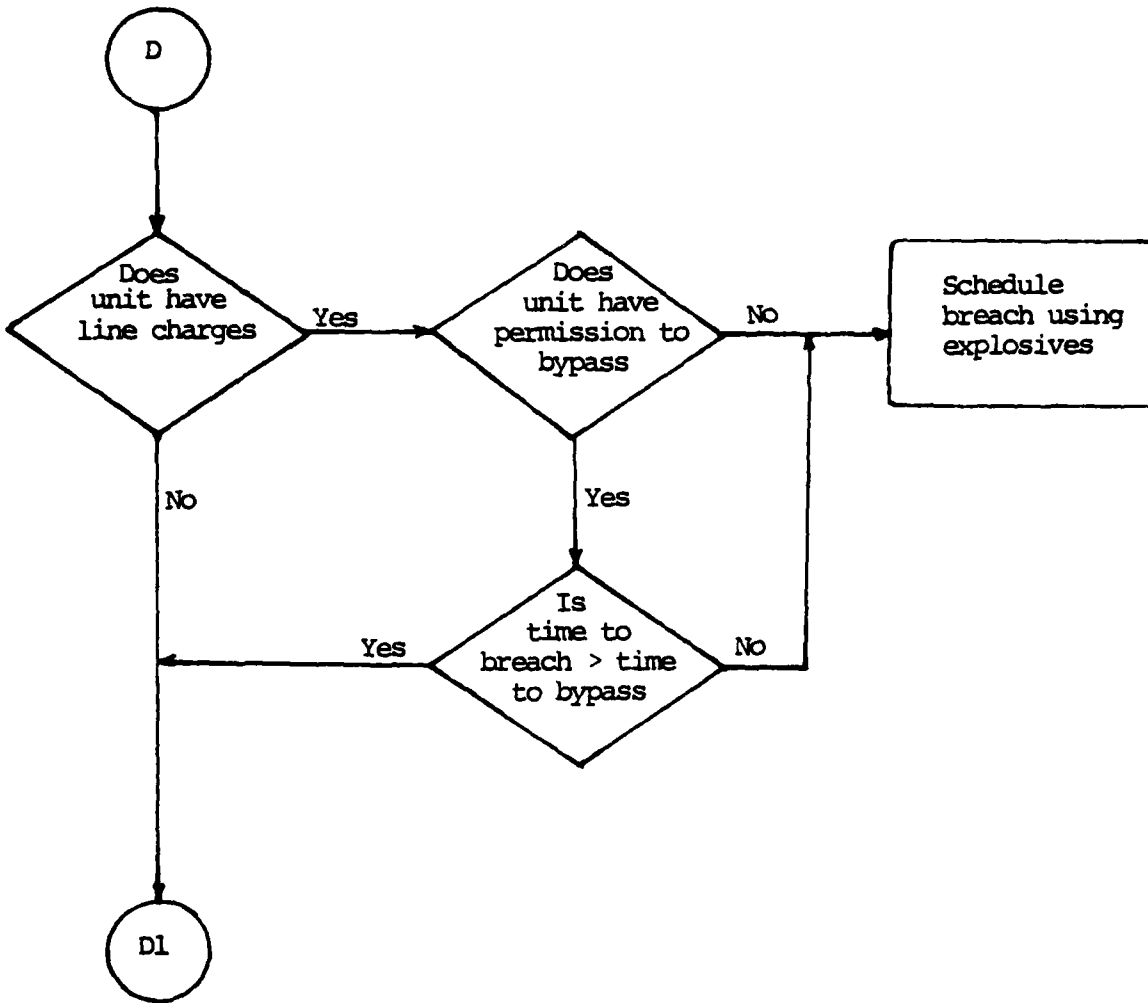 D
Does
unit have
line charges
Yes
Does
unit have
permission to
bypass
No
Schedule
breach using
explosives
No
Yes
Is
time to
breach > time
to bypass
Yes
No
D1